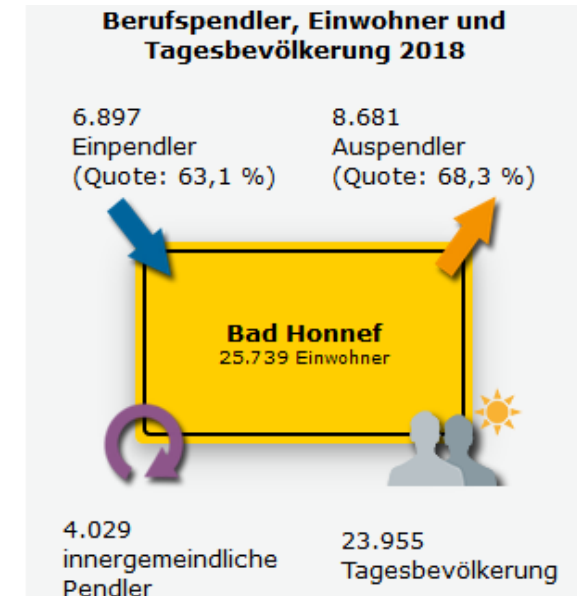 Berufspendler, Einwohner und
Tagesbevölkerung 2018
6.897
Einpendler
(Quote: 63,1 %)
8.681
Auspendler
(Quote: 68,3 %)
Bad Honnef
25.739 Einwohner
4.029
innergemeindliche
Pendler
23.955
Tagesbevölkerung